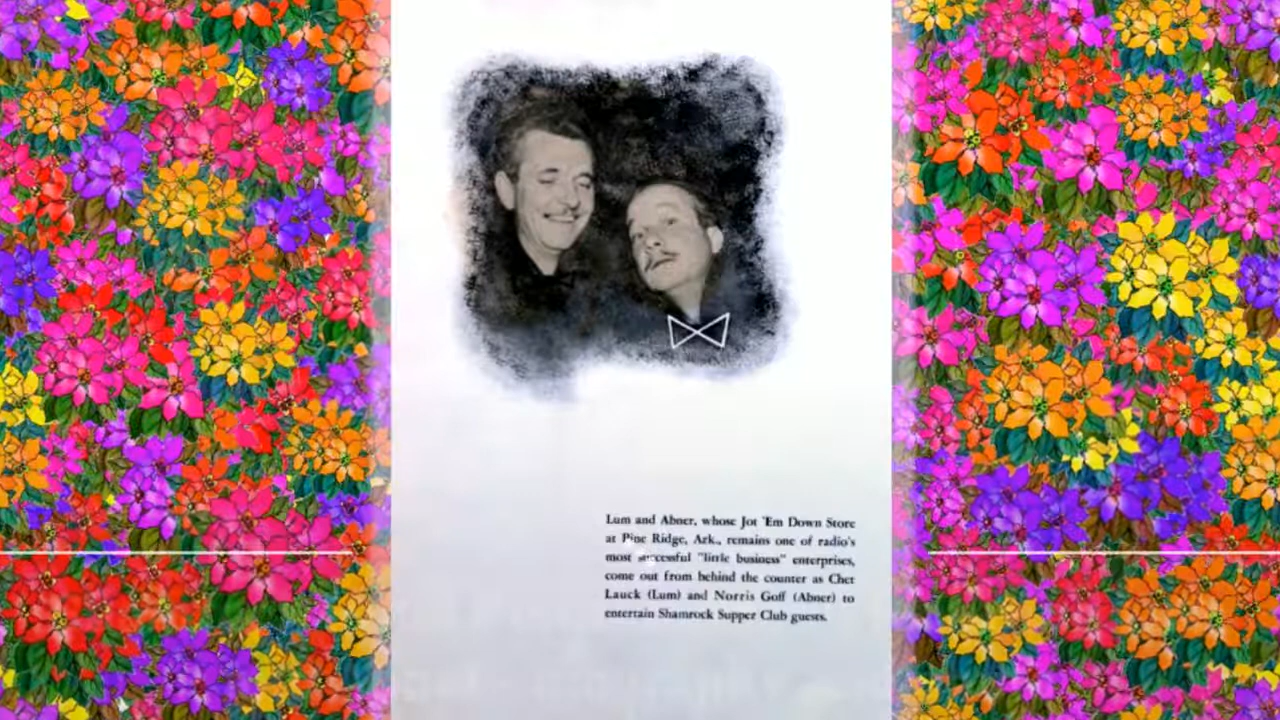 Lum and Abner, whose Jot 'Em Down Store
at Pine Ridge, Ark., remains one of radio's
most successful "little business" enterprises,
come out from behind the counter as Chet
Lauck (Lum) and Norris Goff (Abner) to
entertain Shamrock Supper Club guests.